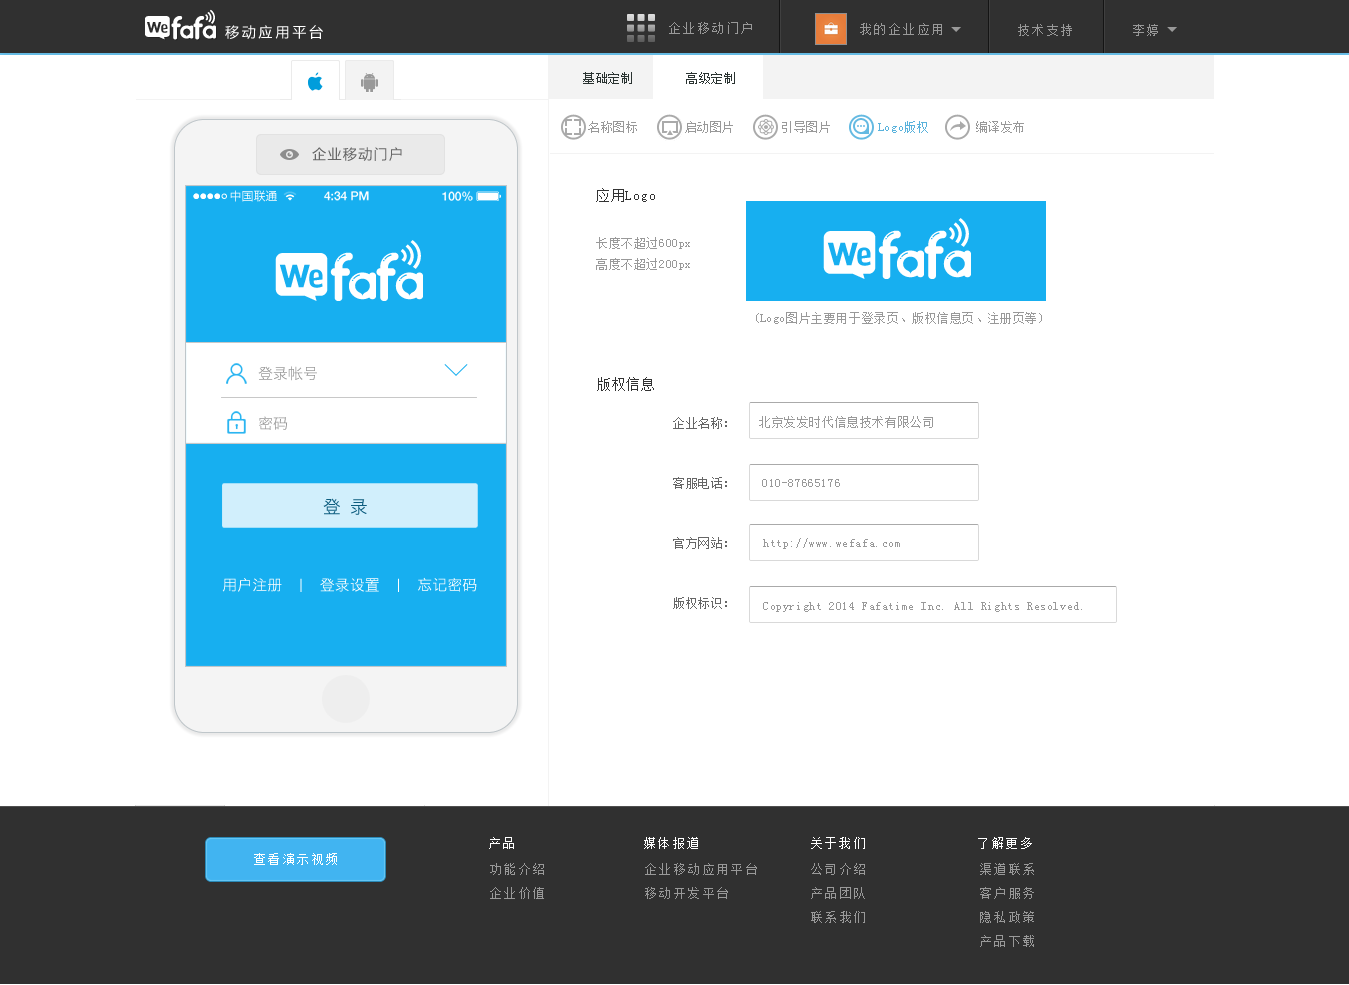 Wefafa 移动应用平台
企业移动门户
我的企业应用
技术支持
李婷
基础定制
高级定制
名称图标
启动图片
引导图片
Logo版权
编译发布
企业移动门户
中国联通 4:34 PM 100%
Wefafa
登录帐号
密码
登 录
用户注册 | 登录设置 | 忘记密码
应用Logo
长度不超过600px
高度不超过200px
Wefafa
(Logo图片主要用于登录页、版权信息页、注册页等)
版权信息
企业名称: 北京发发时代信息技术有限公司
客服电话: 010-87665176
官方网站: http://www.wefafa.com
版权标识: Copyright 2014 Fafatime Inc. All Rights Resolved.
查看演示视频
产品
功能介绍
企业价值
媒体报道
企业移动应用平台
移动开发平台
关于我们
公司介绍
产品团队
联系我们
了解更多
渠道联系
客户服务
隐私政策
产品下载